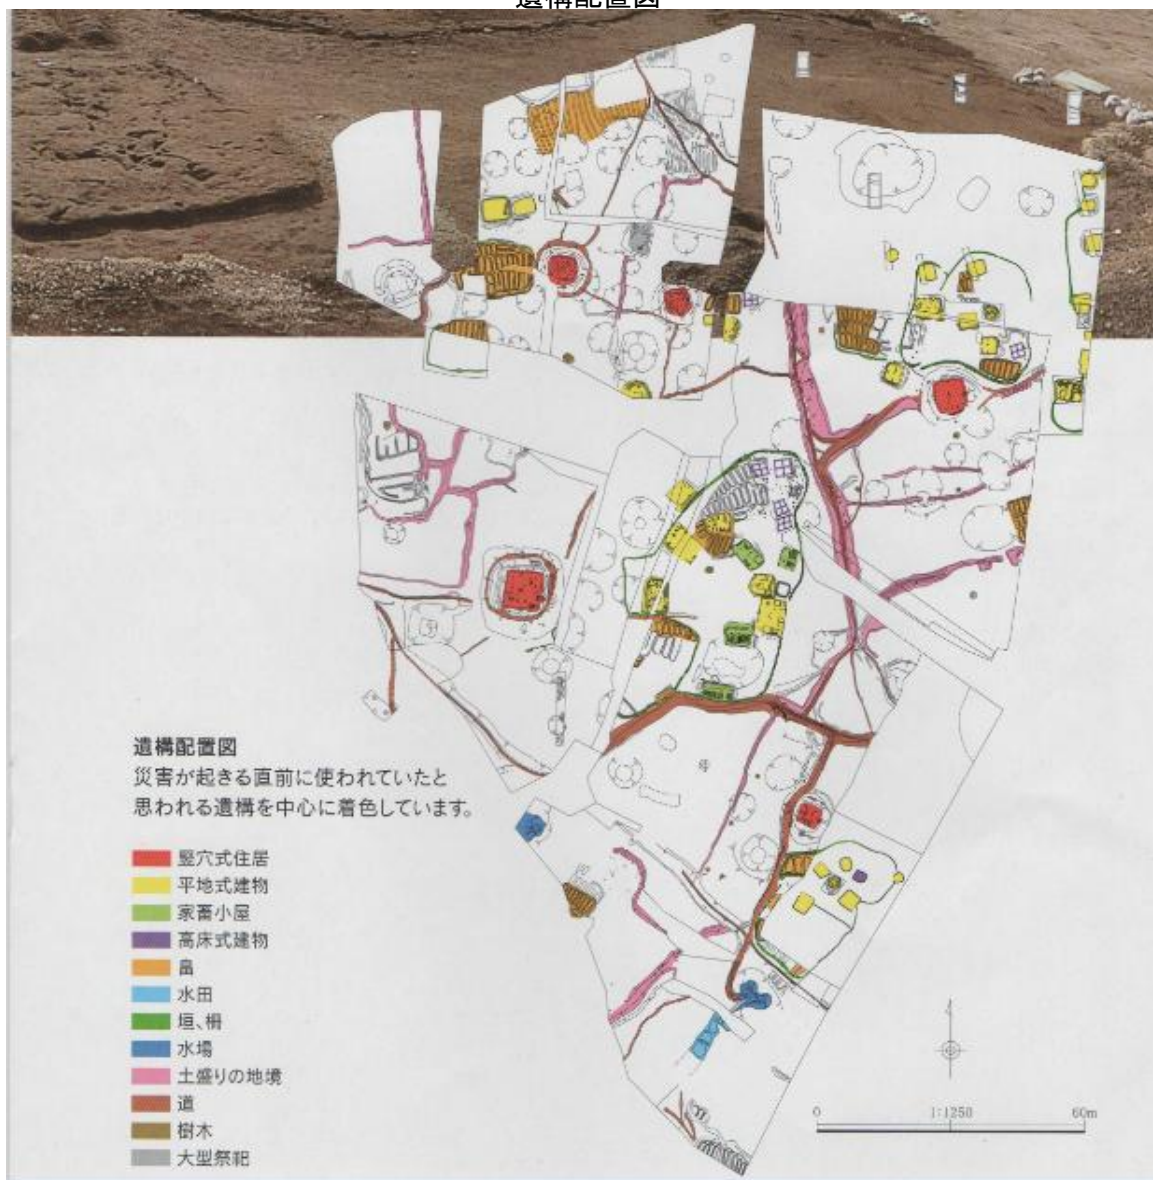 遺構配置図
遺構配置図
災害が起きる直前に使われていたと
思われる遺構を中心に着色しています。
竪穴式住居
平地式建物
家畜小屋
高床式建物
畠
水田
垣、柵
水場
土盛りの地境
道
樹木
大型祭祀
0 1:1250 60m